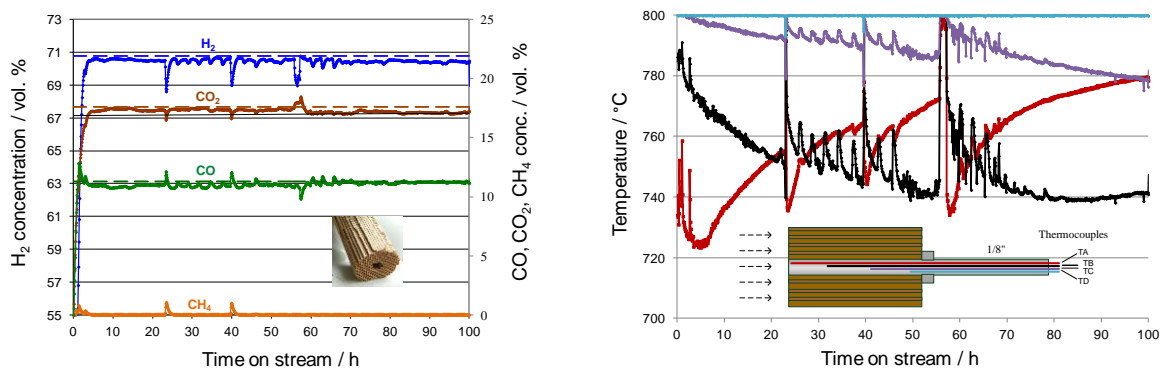 H2 concentration / vol. %
73
71
69
67
65
63
61
59
57
55
H2
CO2
CO
CH4
25
20
15
10
5
0
CO, CO2, CH4 conc. / vol. %
0 10 20 30 40 50 60 70 80 90 100
Time on stream / h
Temperature / °C
800
780
760
740
720
700
1/8"
Thermocouples
TA
TB
TC
TD
0 10 20 30 40 50 60 70 80 90 100
Time on stream / h